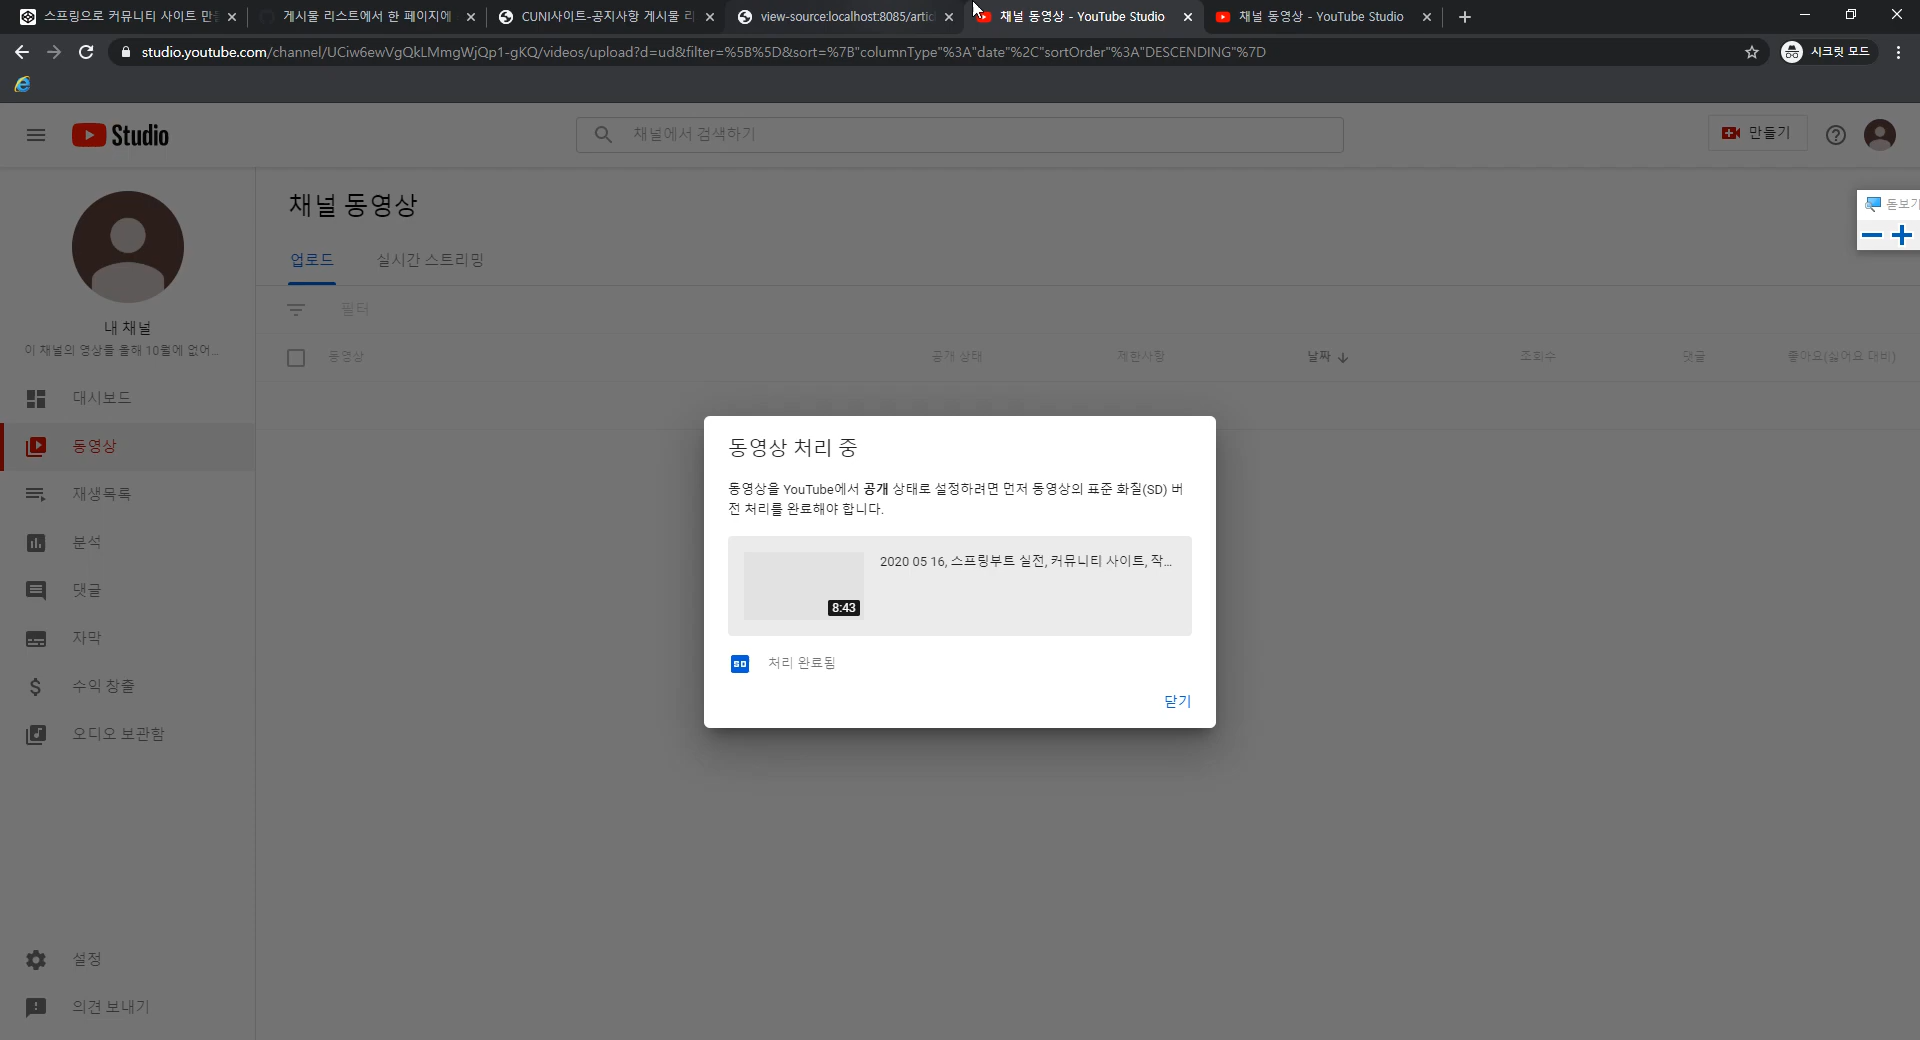 스프링으로 커뮤니티 사이트 만
게시물 리스트에서 한 페이지에
CUNI사이트-공지사항 게시물 리
view-source:localhost:8085/artic
채널 동영상 - YouTube Studio
채널 동영상 - YouTube Studio
studio.youtube.com/channel/UCiw6ewVgQkLMmgWjQp1-gKQ/videos/upload?d=ud&filter=%5B%5D&sort=%7B"columnType"%3A"date"%2C"sortOrder"%3A"DESCENDING"%7D
시크릿 모드
Studio
채널에서 검색하기
만들기
돋보기
채널 동영상
업로드
실시간 스트리밍
내 채널
이 채널의 영상를 올해 10월에 없어...
필터
동영상
공개 상태
제한사항
날짜
조회수
댓글
좋아요(싫어요 대비)
대시보드
동영상
재생목록
분석
댓글
자막
수익 창출
오디오 보관함
설정
의견 보내기
동영상 처리 중
동영상을 YouTube에서 공개 상태로 설정하려면 먼저 동영상의 표준 화질(SD) 버
전 처리를 완료해야 합니다.
2020 05 16, 스프링부트 실전, 커뮤니티 사이트, 작...
8:43
SD 처리 완료됨
닫기